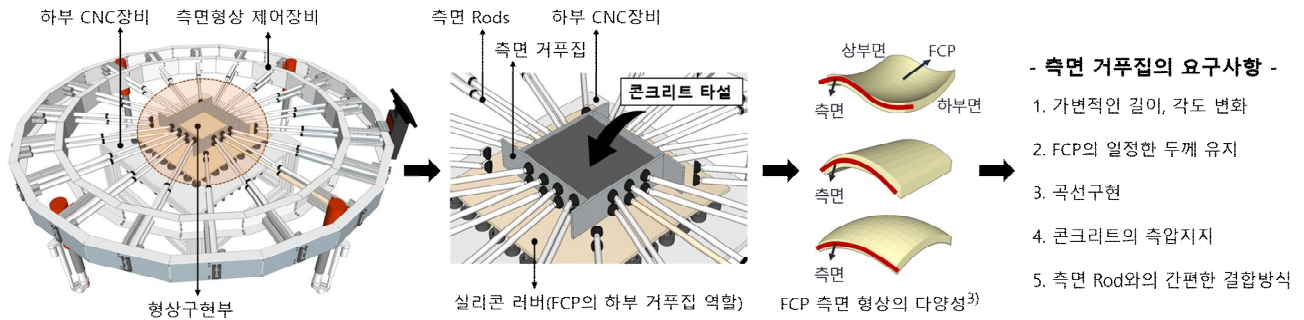 하부 CNC장비
측면형상 제어장비
형상구현부
측면 Rods
하부 CNC장비
측면 거푸집
콘크리트 타설
실리콘 러버(FCP의 하부 거푸집 역할)
상부면
FCP
측면
하부면
측면
측면
FCP 측면 형상의 다양성3)
- 측면 거푸집의 요구사항 -
1. 가변적인 길이, 각도 변화
2. FCP의 일정한 두께 유지
3. 곡선구현
4. 콘크리트의 측압지지
5. 측면 Rod와의 간편한 결합방식